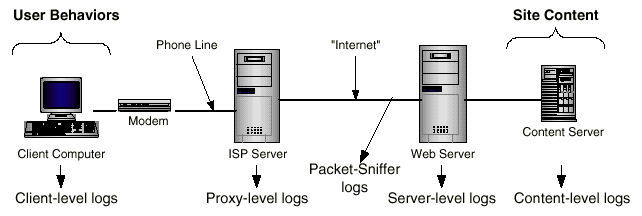 User Behaviors
Site Content
Phone Line
"Internet"
Modem
Client Computer
ISP Server
Web Server
Content Server
Packet-Sniffer
logs
Client-level logs
Proxy-level logs
Server-level logs
Content-level logs